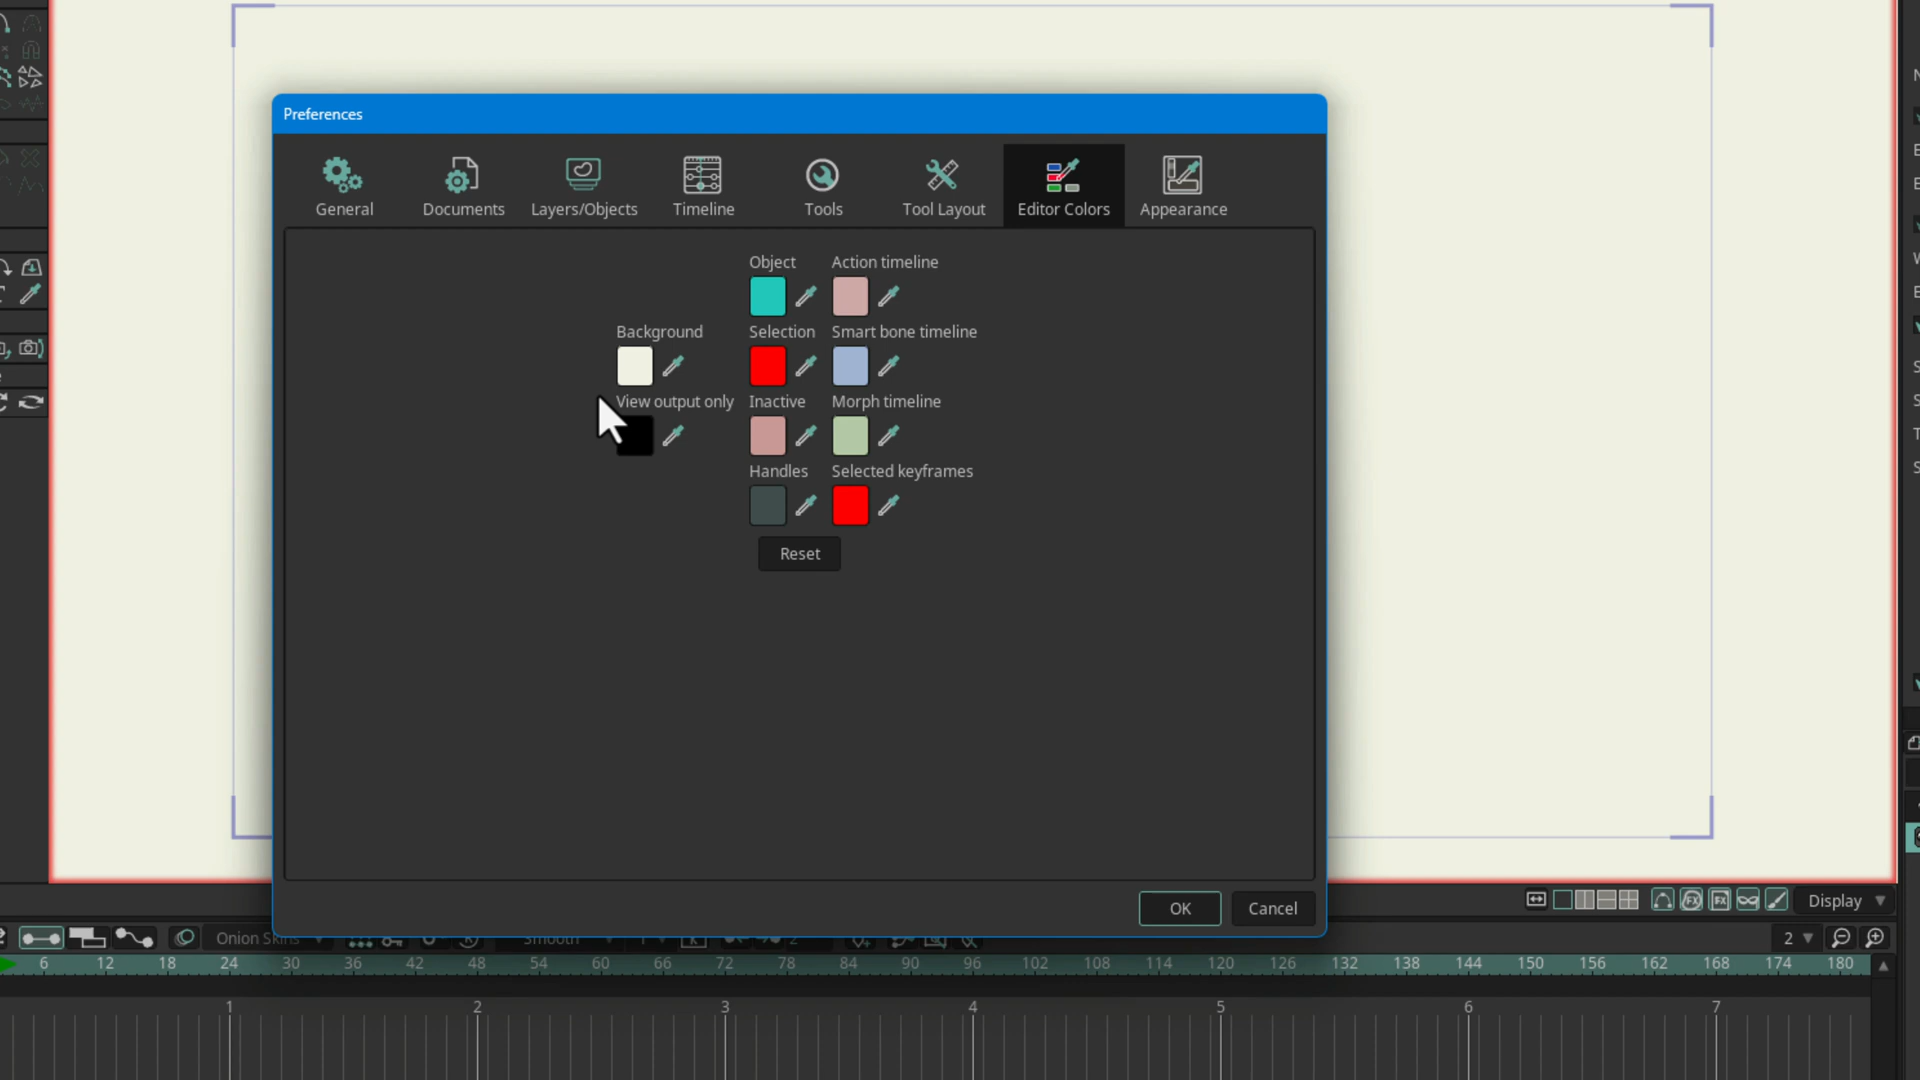 Preferences
General Documents Layers/Objects Timeline Tools Tool Layout Editor Colors Appearance
Object Action timeline
Background Selection Smart bone timeline
View output only Inactive Morph timeline
Handles Selected keyframes
Reset
OK Cancel
Display
Onion Skins Smooth 1 2 2
6 12 18 24 30 36 42 48 54 60 66 72 78 84 90 96 102 108 114 120 126 132 138 144 150 156 162 168 174 180
1 2 3 4 5 6 7